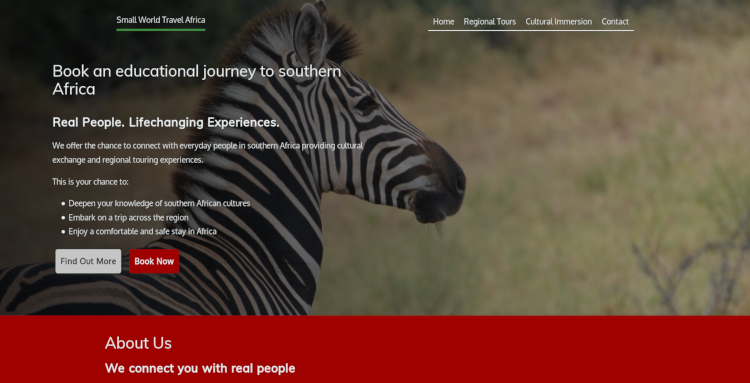 Small World Travel Africa
Home Regional Tours Cultural Immersion Contact
Book an educational journey to southern
Africa
Real People. Lifechanging Experiences.
We offer the chance to connect with everyday people in southern Africa providing cultural
exchange and regional touring experiences.
This is your chance to:
• Deepen your knowledge of southern African cultures
• Embark on a trip across the region
• Enjoy a comfortable and safe stay in Africa
Find Out More Book Now
About Us
We connect you with real people